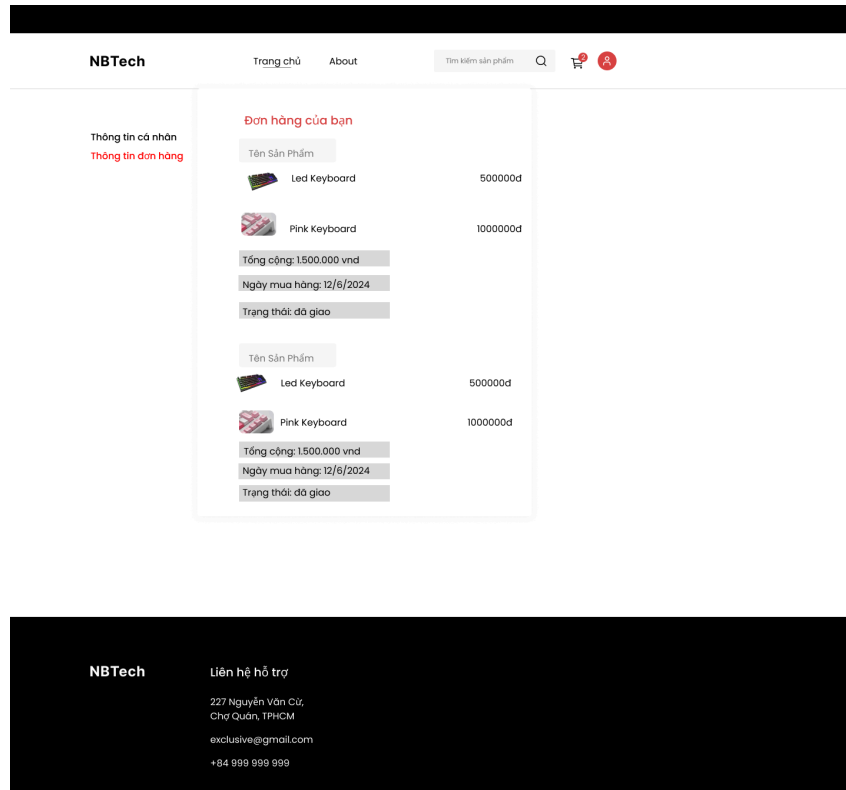 NBTech
Trang chủ
About
Tìm kiếm sản phẩm
2
Thông tin cá nhân
Thông tin đơn hàng
Đơn hàng của bạn
Tên Sản Phẩm
Led Keyboard 500000đ
Pink Keyboard 1000000đ
Tổng cộng: 1.500.000 vnd
Ngày mua hàng: 12/6/2024
Trạng thái: đã giao
Tên Sản Phẩm
Led Keyboard 500000đ
Pink Keyboard 1000000đ
Tổng cộng: 1.500.000 vnd
Ngày mua hàng: 12/6/2024
Trạng thái: đã giao
NBTech
Liên hệ hỗ trợ
227 Nguyễn Văn Cừ,
Chợ Quán, TPHCM
exclusive@gmail.com
+84 999 999 999